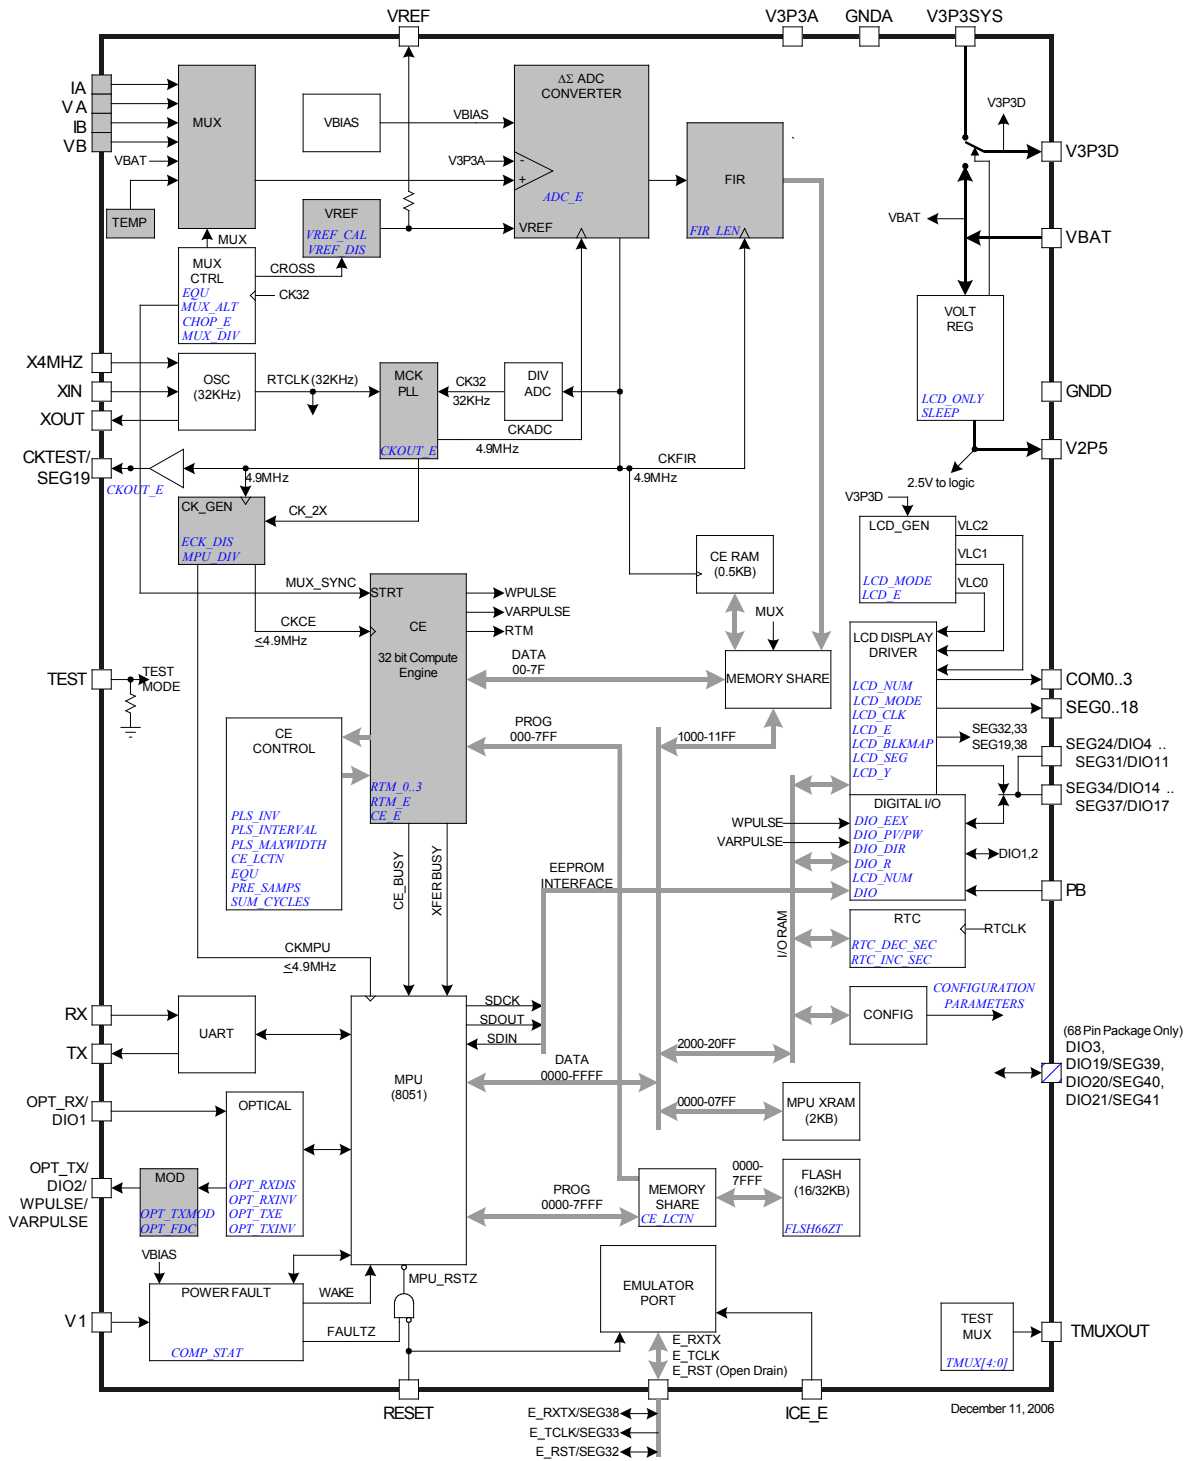 VREF
V3P3A
GNDA
V3P3SYS
IA
VA
IB
VB
VBAT
TEMP
MUX
VBIAS
VBIAS
V3P3A
ΔΣ ADC
CONVERTER
-
+
ADC_E
VREF
VREF
VREF_CAL
VREF_DIS
FIR
FIR_LEN
V3P3D
V3P3D
VBAT
VBAT
MUX
MUX
CTRL
EQU
MUX_ALT
CHOP_E
MUX_DIV
CROSS
CK32
VOLT
REG
LCD_ONLY
SLEEP
X4MHZ
XIN
XOUT
OSC
(32KHz)
RTCLK (32KHz)
MCK
PLL
CKOUT_E
CK32
32KHz
DIV
ADC
CKADC
4.9MHz
GNDD
V2P5
2.5V to logic
CKTEST/
SEG19
CKOUT_E
4.9MHz
CKFIR
4.9MHz
CK_GEN
ECK_DIS
MPU_DIV
CK_2X
V3P3D
LCD_GEN
LCD_MODE
LCD_E
VLC2
VLC1
VLC0
CE RAM
(0.5KB)
MUX_SYNC
STRT
CE
32 bit Compute
Engine
RTM_0..3
RTM_E
CE_E
CKCE
≤4.9MHz
WPULSE
VARPULSE
RTM
MUX
DATA
00-7F
MEMORY SHARE
LCD DISPLAY
DRIVER
LCD_NUM
LCD_MODE
LCD_CLK
LCD_E
LCD_BLKMAP
LCD_SEG
LCD_Y
COM0..3
SEG0..18
SEG32,33
SEG19,38
SEG24/DIO4 ..
SEG31/DIO11
SEG34/DIO14 ..
SEG37/DIO17
TEST
TEST
MODE
CE
CONTROL
PLS_INV
PLS_INTERVAL
PLS_MAXWIDTH
CE_LCTN
EQU
PRE_SAMPS
SUM_CYCLES
PROG
000-7FF
1000-11FF
DIGITAL I/O
DIO_EEX
DIO_PV/PW
DIO_DIR
DIO_R
LCD_NUM
DIO
WPULSE
VARPULSE
DIO1,2
PB
EEPROM
INTERFACE
CE_BUSY
XFER BUSY
I/O RAM
RTC
RTC_DEC_SEC
RTC_INC_SEC
RTCLK
CKMPU
≤4.9MHz
CONFIG
CONFIGURATION
PARAMETERS
RX
TX
UART
MPU
(8051)
SDCK
SDOUT
SDIN
DATA
0000-FFFF
2000-20FF
0000-07FF
MPU XRAM
(2KB)
(68 Pin Package Only)
DIO3,
DIO19/SEG39,
DIO20/SEG40,
DIO21/SEG41
OPT_RX/
DIO1
OPTICAL
OPT_RXDIS
OPT_RXINV
OPT_TXE
OPT_TXINV
OPT_TX/
DIO2/
WPULSE/
VARPULSE
MOD
OPT_TXMOD
OPT_FDC
PROG
0000-7FFF
MEMORY
SHARE
CE_LCTN
0000-
7FFF
FLASH
(16/32KB)
FLSH66ZT
VBIAS
V1
POWER FAULT
COMP_STAT
WAKE
FAULTZ
MPU_RSTZ
EMULATOR
PORT
E_RXTX
E_TCLK
E_RST (Open Drain)
TEST
MUX
TMUX[4:0]
TMUXOUT
RESET
ICE_E
December 11, 2006
E_RXTX/SEG38
E_TCLK/SEG33
E_RST/SEG32